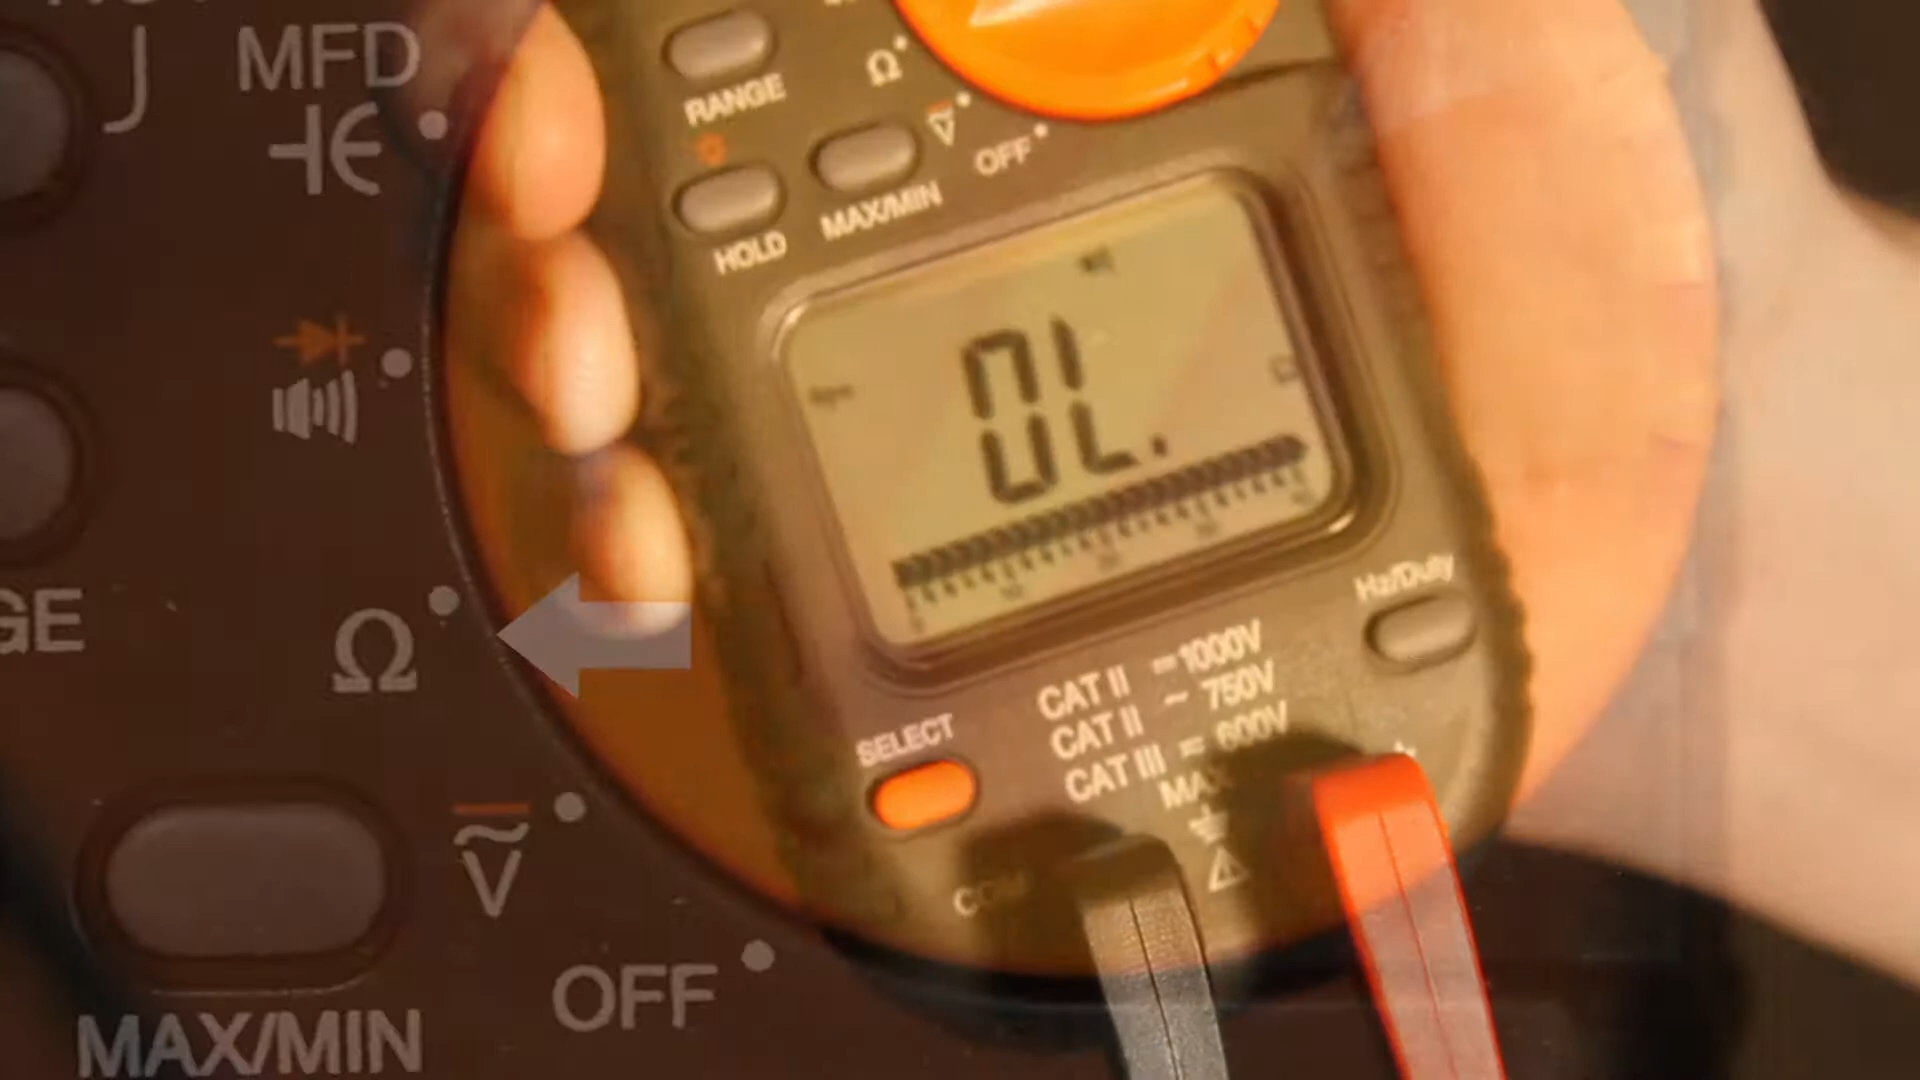 MFD
RANGE
Ω
V
OFF
HOLD
MAX/MIN
OL.
Hz/Duty
CAT II ⎓1000V
CAT II ~ 750V
CAT III ≂ 600V
MAX
SELECT
COM
GE
Ω
V
OFF
MAX/MIN